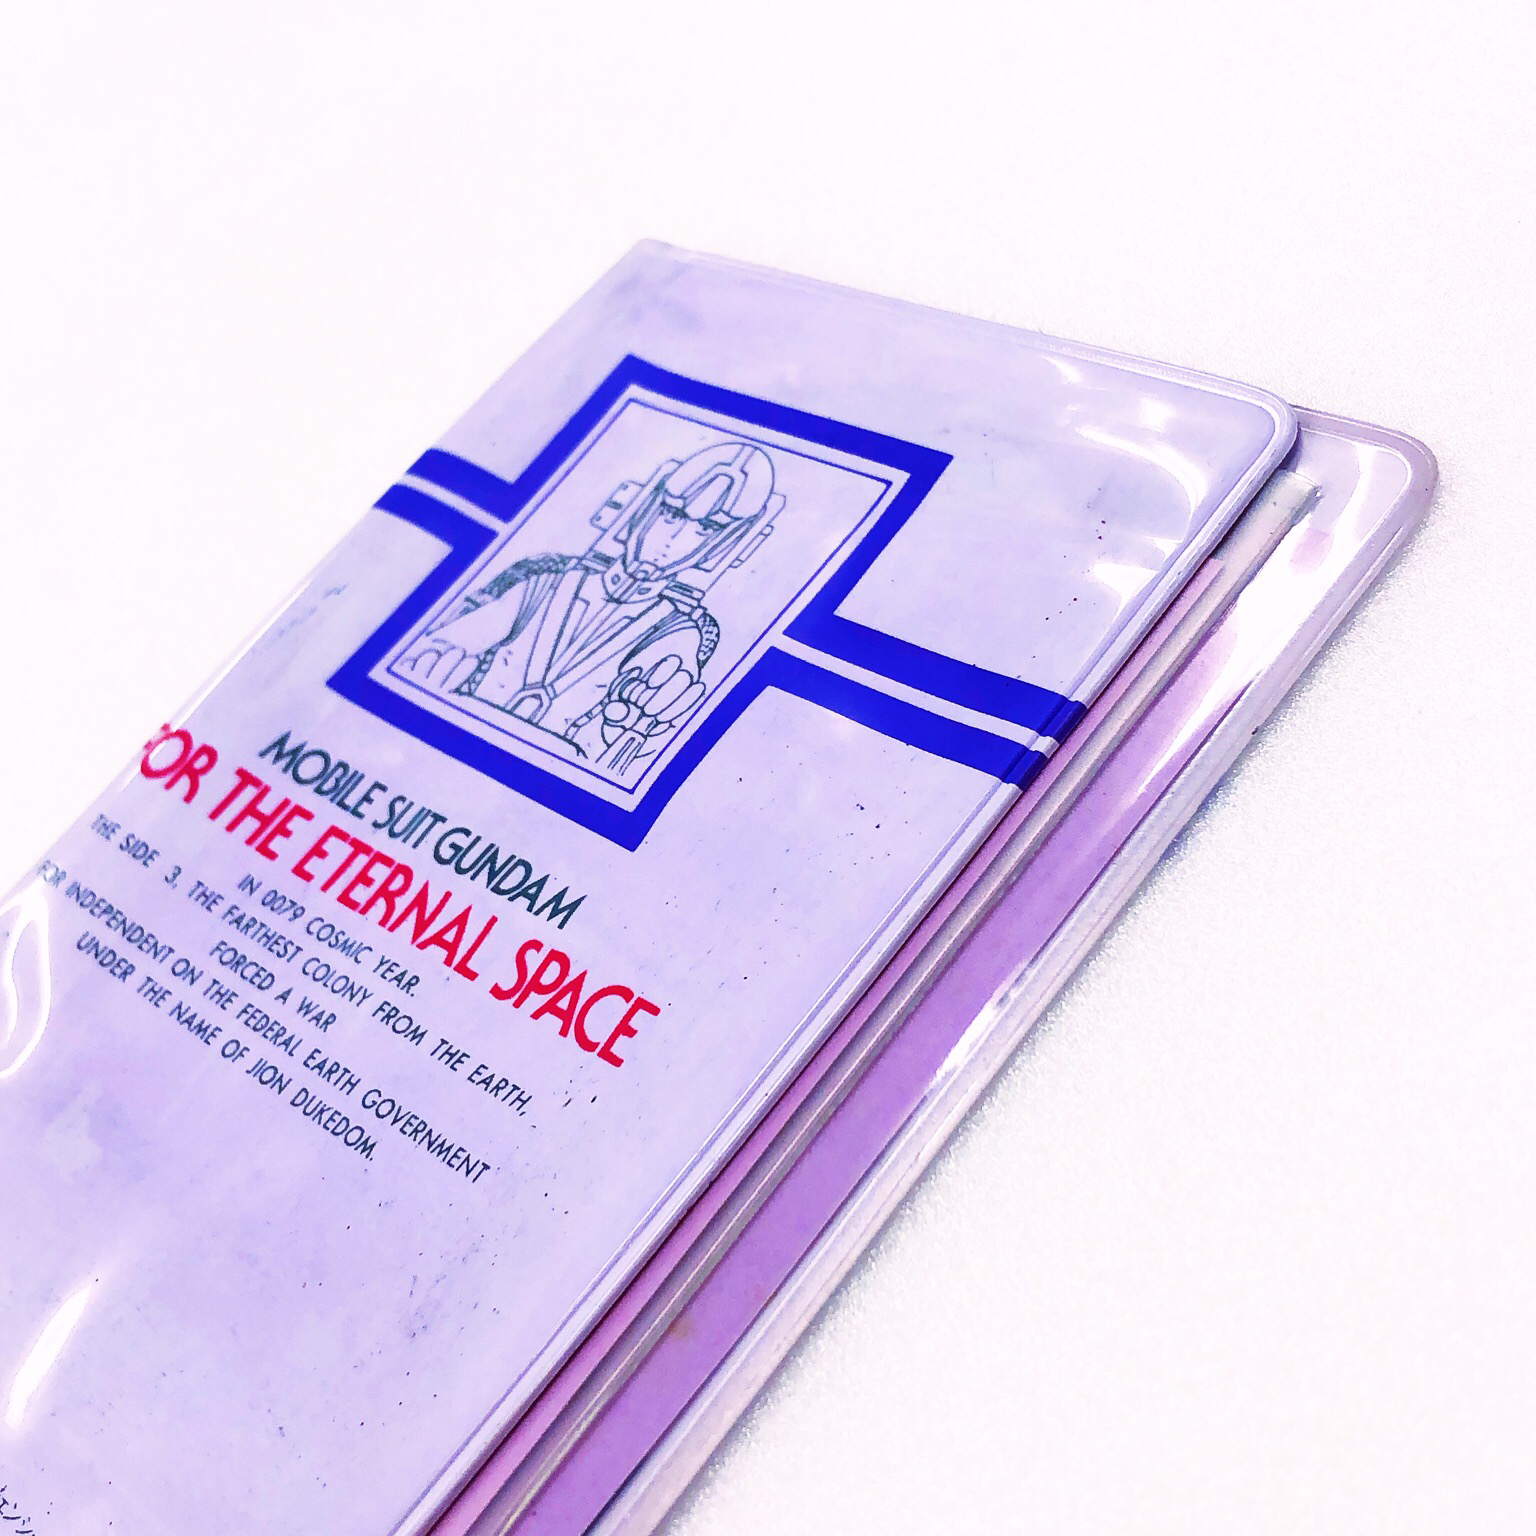 MOBILE SUIT GUNDAM
FOR THE ETERNAL SPACE
IN 0079 COSMIC YEAR.
THE SIDE 3, THE FARTHEST COLONY FROM THE EARTH,
FORCED A WAR
FOR INDEPENDENT ON THE FEDERAL EARTH GOVERNMENT
UNDER THE NAME OF JION DUKEDOM.